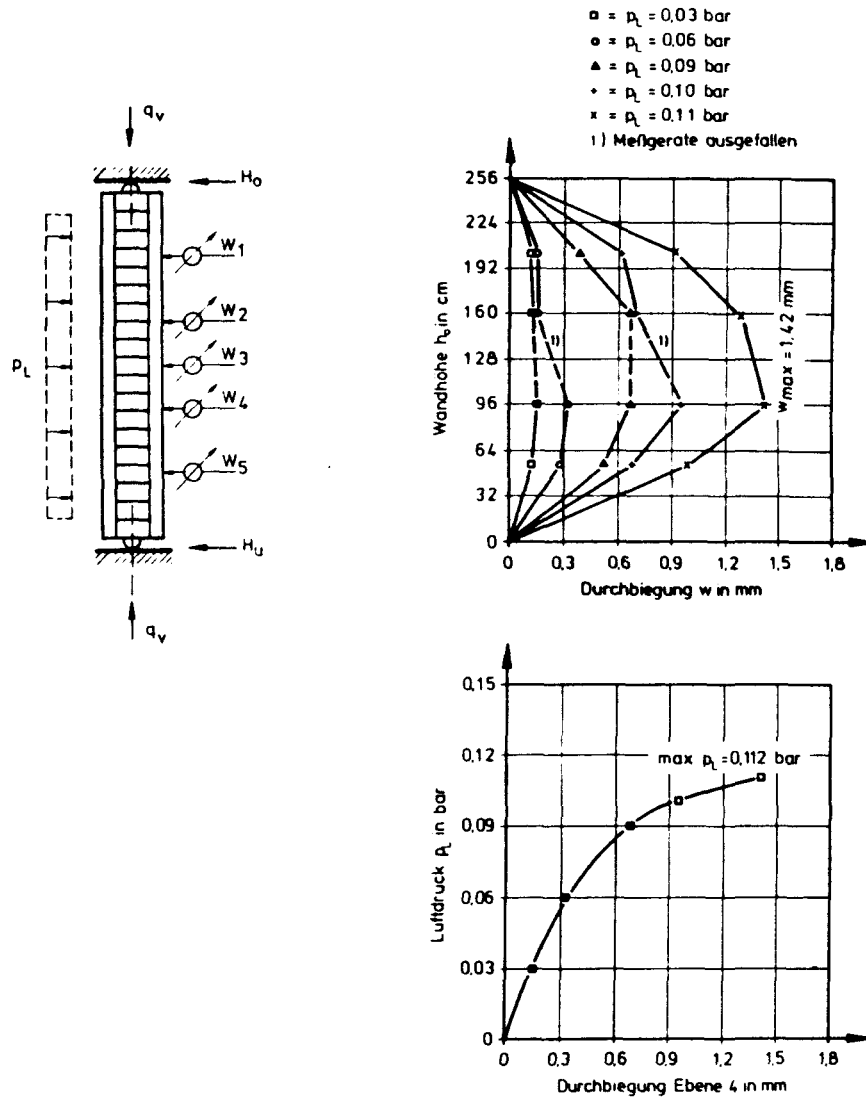 □ = p_L = 0,03 bar
o = p_L = 0,06 bar
▲ = p_L = 0,09 bar
+ = p_L = 0,10 bar
x = p_L = 0,11 bar
1) Meßgeräte ausgefallen
q_v
H_o
W_1
W_2
W_3
W_4
W_5
p_L
H_u
q_v
Wandhöhe h_o in cm
256
224
192
160
128
96
64
32
0
1)
1)
w_max = 1,42 mm
0 0,3 0,6 0,9 1,2 1,5 1,8
Durchbiegung w in mm
Luftdruck p_L in bar
0,15
0,12
0,09
0,06
0,03
0
max p_L = 0,112 bar
0 0,3 0,6 0,9 1,2 1,5 1,8
Durchbiegung Ebene 4 in mm